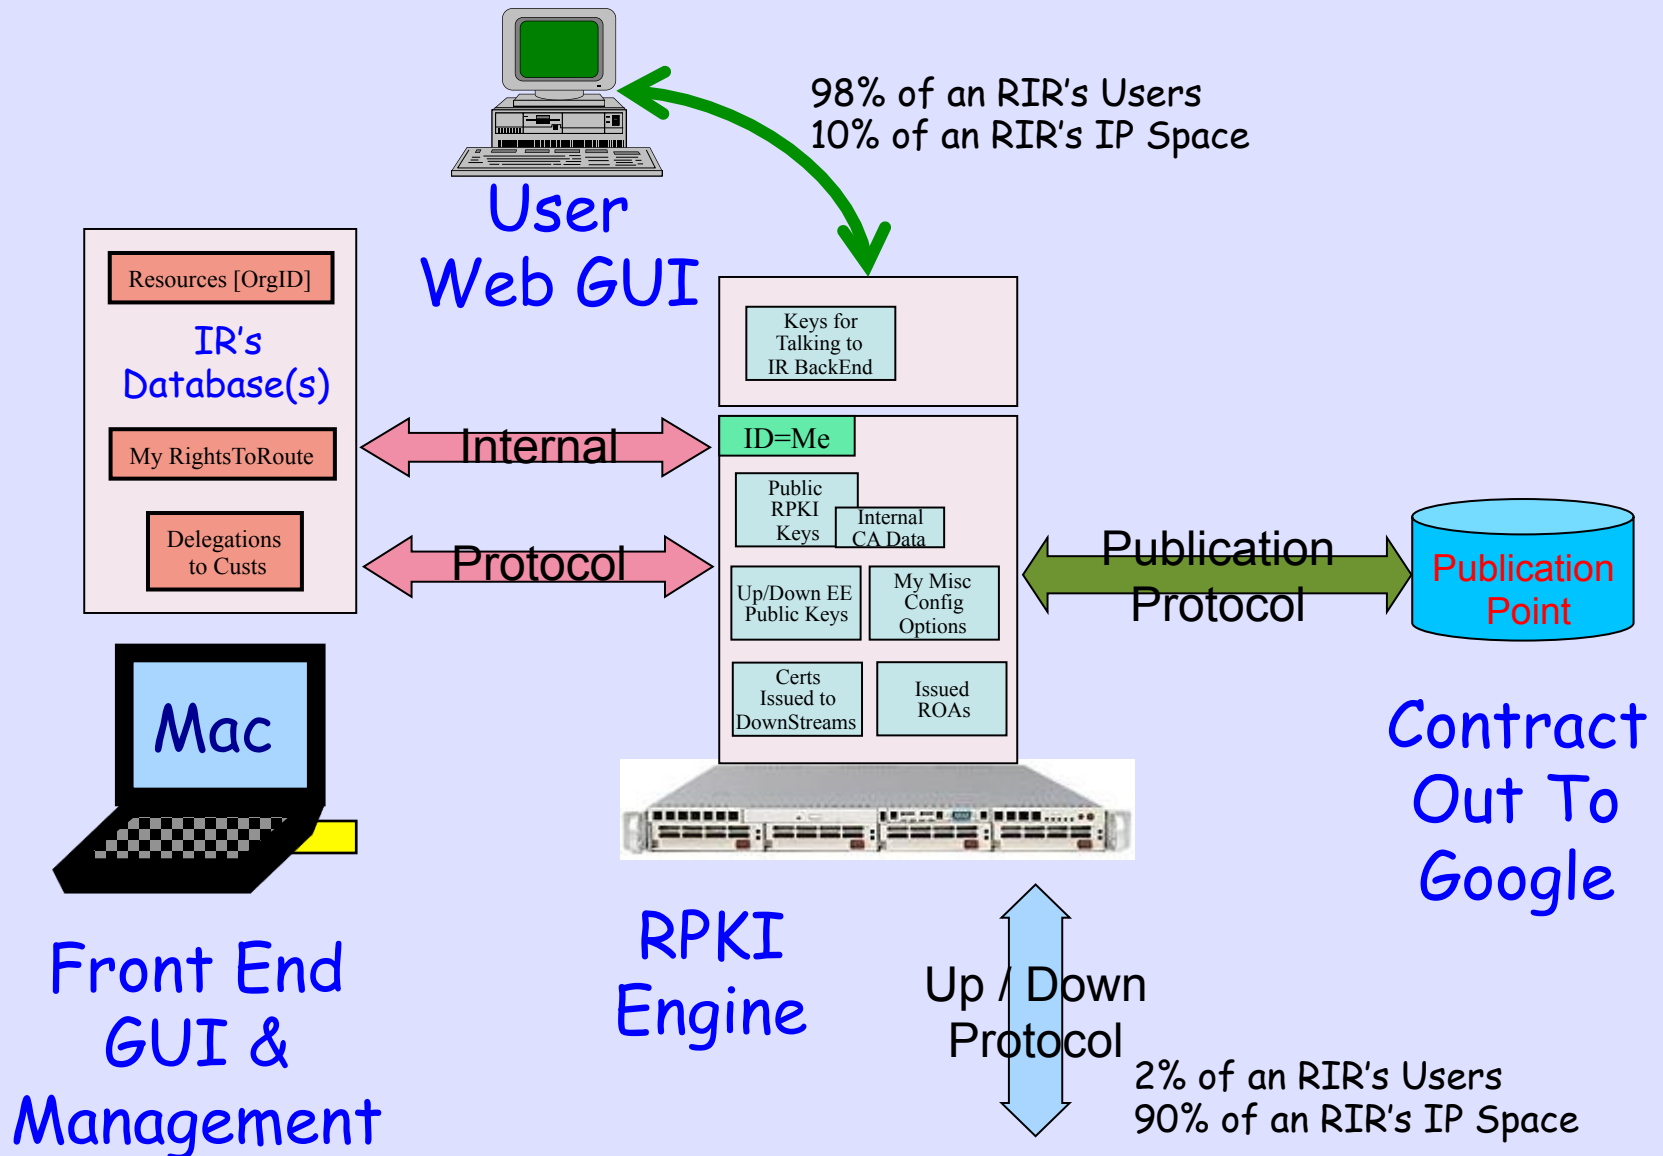 98% of an RIR's Users
10% of an RIR's IP Space
User
Web GUI
Resources [OrgID]
IR's
Database(s)
My RightsToRoute
Delegations
to Custs
Keys for
Talking to
IR BackEnd
Internal
Protocol
ID=Me
Public
RPKI
Keys
Internal
CA Data
Up/Down EE
Public Keys
My Misc
Config
Options
Certs
Issued to
DownStreams
Issued
ROAs
Publication
Protocol
Publication
Point
Mac
Contract
Out To
Google
Front End
GUI &
Management
RPKI
Engine
Up / Down
Protocol
2% of an RIR's Users
90% of an RIR's IP Space